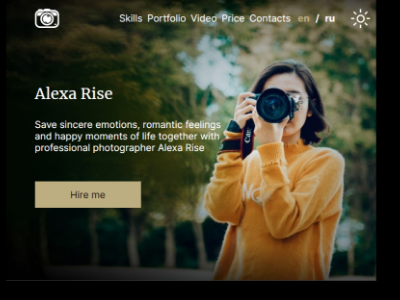 Skills Portfolio Video Price Contacts en / ru
Alexa Rise
Save sincere emotions, romantic feelings
and happy moments of life together with
professional photographer Alexa Rise
Hire me
Canon